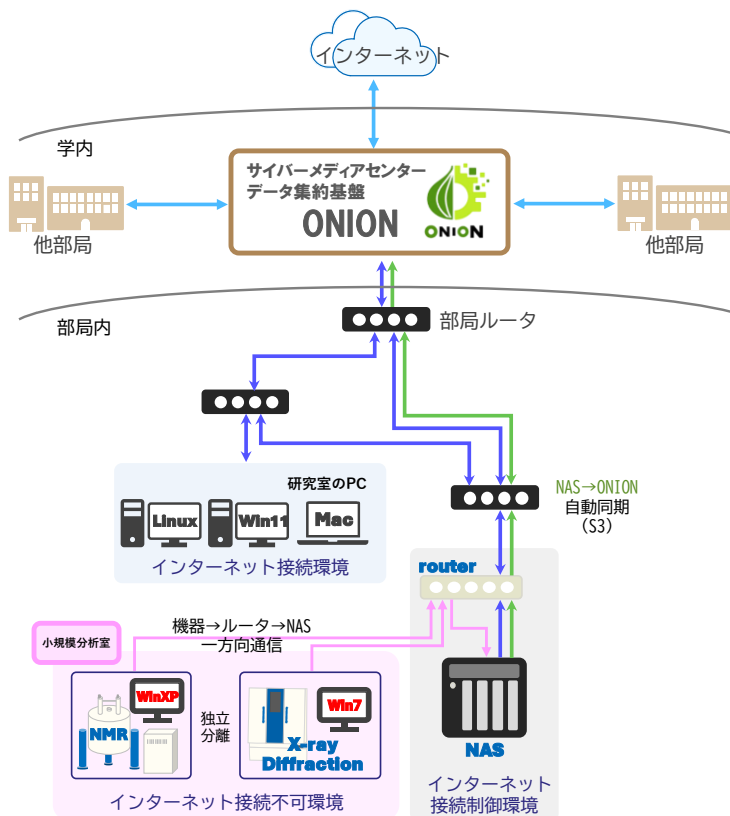 インターネット
学内
サイバーメディアセンター
データ集約基盤
ONION
ONION
他部局
他部局
部局内
部局ルータ
研究室のPC
Linux
Win11
Mac
インターネット接続環境
NAS→ONION
自動同期
(S3)
router
機器→ルータ→NAS
一方向通信
小規模分析室
WinXP
NMR
独立
分離
Win7
X-ray
Diffraction
NAS
インターネット接続不可環境
インターネット
接続制御環境